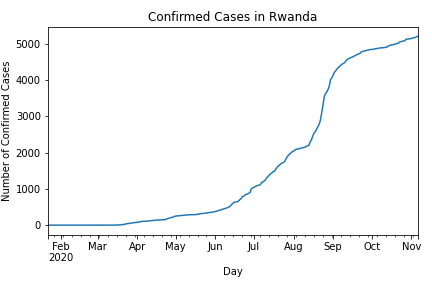 Confirmed Cases in Rwanda
Number of Confirmed Cases
5000
4000
3000
2000
1000
0
Feb Mar Apr May Jun Jul Aug Sep Oct Nov
2020
Day